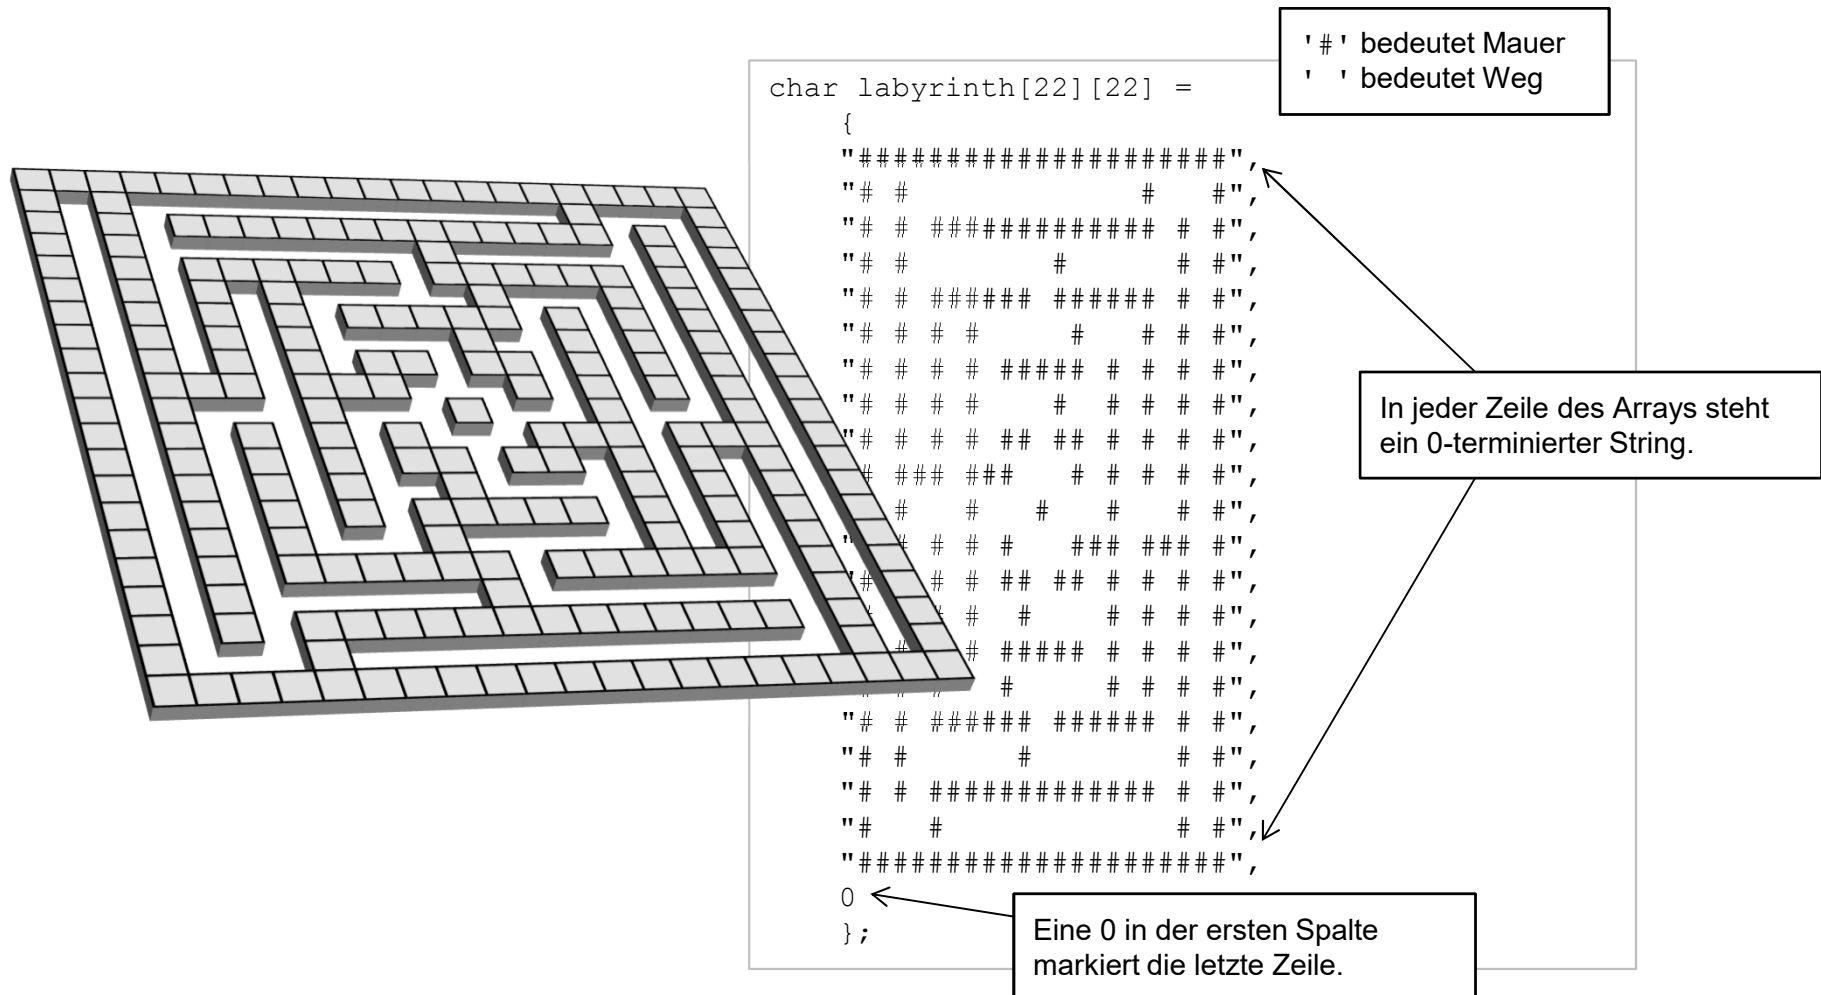 '#' bedeutet Mauer
' ' bedeutet Weg
char labyrinth[22][22] =
{
"#####################",
"# #             #   #",
"# # ############# # #",
"# #        #      # #",
"# # ###### ###### # #",
"# # # #     #   # # #",
"# # # # ##### # # # #",
"# # # #    #  # # # #",
"# # # # ## ## # # # #",
# ### ###   # # # # #",
#   #   #   #   # #",
" # # # #   ### ### #",
"#   # # ## ## # # # #",
#   # #  #    # # # #",
#   # ##### # # # #",
#     # # # #",
"# # ###### ###### # #",
"# #      #        # #",
"# # ############# # #",
"#   #             # #",
"#####################",
0
};
In jeder Zeile des Arrays steht
ein 0-terminierter String.
Eine 0 in der ersten Spalte
markiert die letzte Zeile.